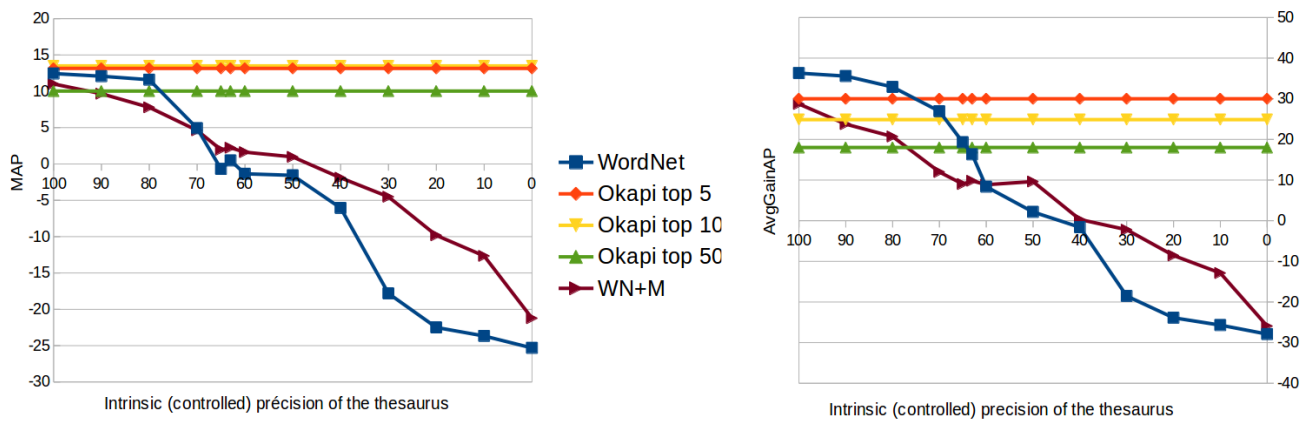 20
15
10
5
0
-5
-10
-15
-20
-25
-30
MAP
100 90 80 70 60 50 40 30 20 10 0
Intrinsic (controlled) précision of the thesaurus
WordNet
Okapi top 5
Okapi top 10
Okapi top 50
WN+M
50
40
30
20
10
0
-10
-20
-30
-40
AvgGainAP
100 90 80 70 60 50 40 30 20 10 0
Intrinsic (controlled) precision of the thesaurus